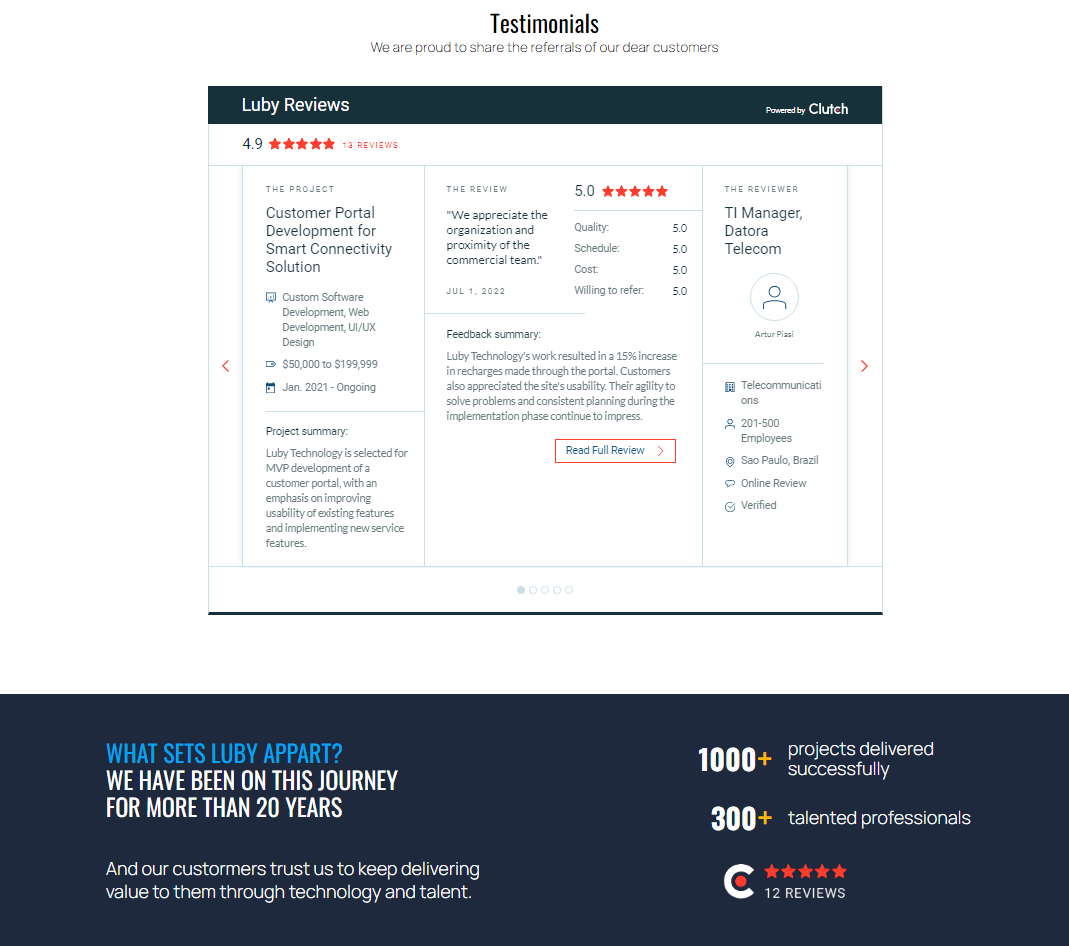 Testimonials
We are proud to share the referrals of our dear customers
Luby Reviews
Powered by Clutch
4.9 13 REVIEWS
THE PROJECT
Customer Portal
Development for
Smart Connectivity
Solution
Custom Software
Development, Web
Development, UI/UX
Design
$50,000 to $199,999
Jan. 2021 - Ongoing
Project summary:
Luby Technology is selected for
MVP development of a
customer portal, with an
emphasis on improving
usability of existing features
and implementing new service
features.
THE REVIEW
"We appreciate the
organization and
proximity of the
commercial team."
JUL 1, 2022
5.0
Quality: 5.0
Schedule: 5.0
Cost: 5.0
Willing to refer: 5.0
Feedback summary:
Luby Technology's work resulted in a 15% increase
in recharges made through the portal. Customers
also appreciated the site's usability. Their agility to
solve problems and consistent planning during the
implementation phase continue to impress.
Read Full Review
THE REVIEWER
TI Manager,
Datora
Telecom
Artur Piasi
Telecommunicati
ons
201-500
Employees
Sao Paulo, Brazil
Online Review
Verified
WHAT SETS LUBY APPART?
WE HAVE BEEN ON THIS JOURNEY
FOR MORE THAN 20 YEARS
And our custormers trust us to keep delivering
value to them through technology and talent.
1000+ projects delivered
successfully
300+ talented professionals
12 REVIEWS